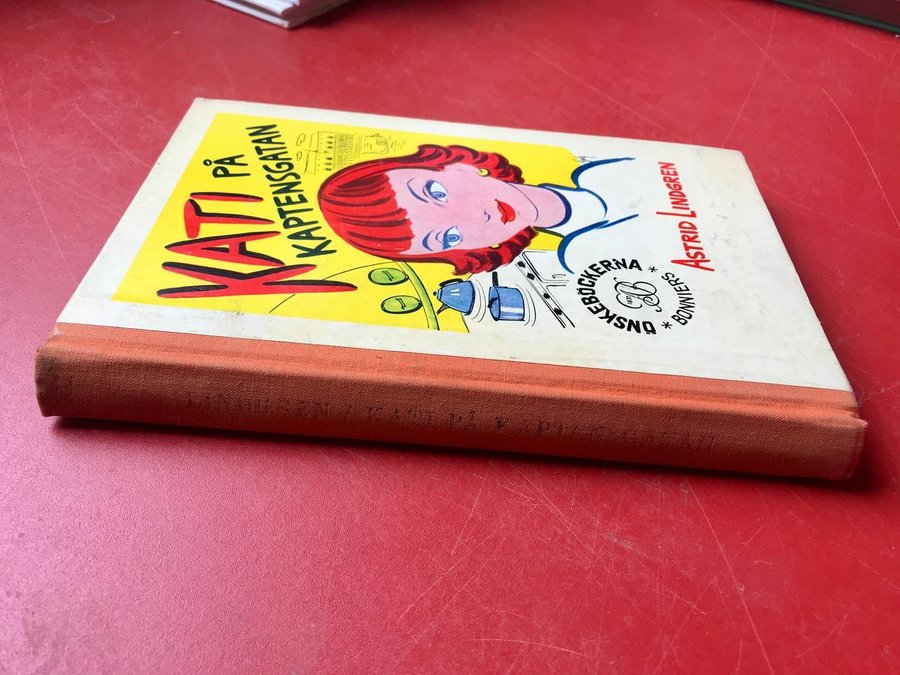 KATI PÅ
KAPTENSGATAN
ASTRID LINDGREN
ÖNSKEBÖCKERNA
* BONNIERS *
LINDGREN / KATI PÅ KAPTENSGATAN